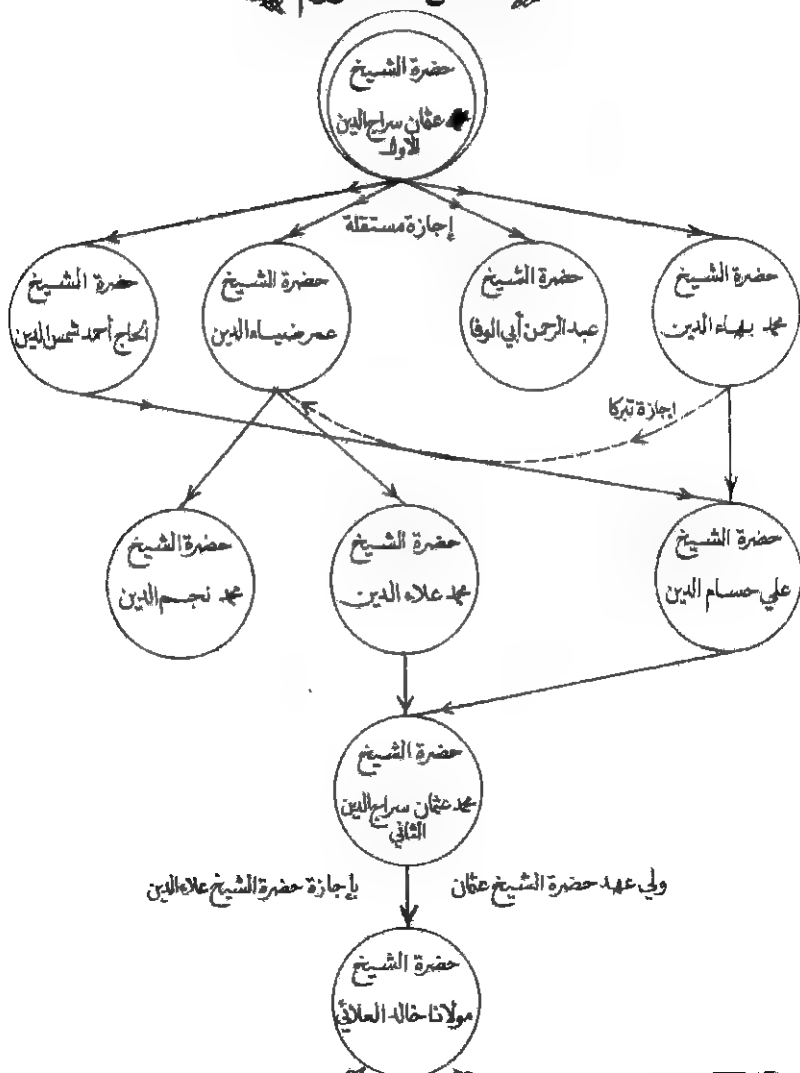 حضرة الشيخ
عثمان سراج الدين
الأول
إجازة مستقلة
حضرة الشيخ
محمد بهاء الدين
حضرة الشيخ
عبد الرحمن أبي الوفا
حضرة الشيخ
عمر ضياء الدين
حضرة الشيخ
الحاج أحمد شمس الدين
إجازة تبركا
حضرة الشيخ
علي حسام الدين
حضرة الشيخ
محمد علاء الدين
حضرة الشيخ
محمد نجم الدين
حضرة الشيخ
محمد عثمان سراج الدين
الثاني
ولي عهد حضرة الشيخ عثمان
بإجازة حضرة الشيخ علاء الدين
حضرة الشيخ
مولانا خالد العلائي